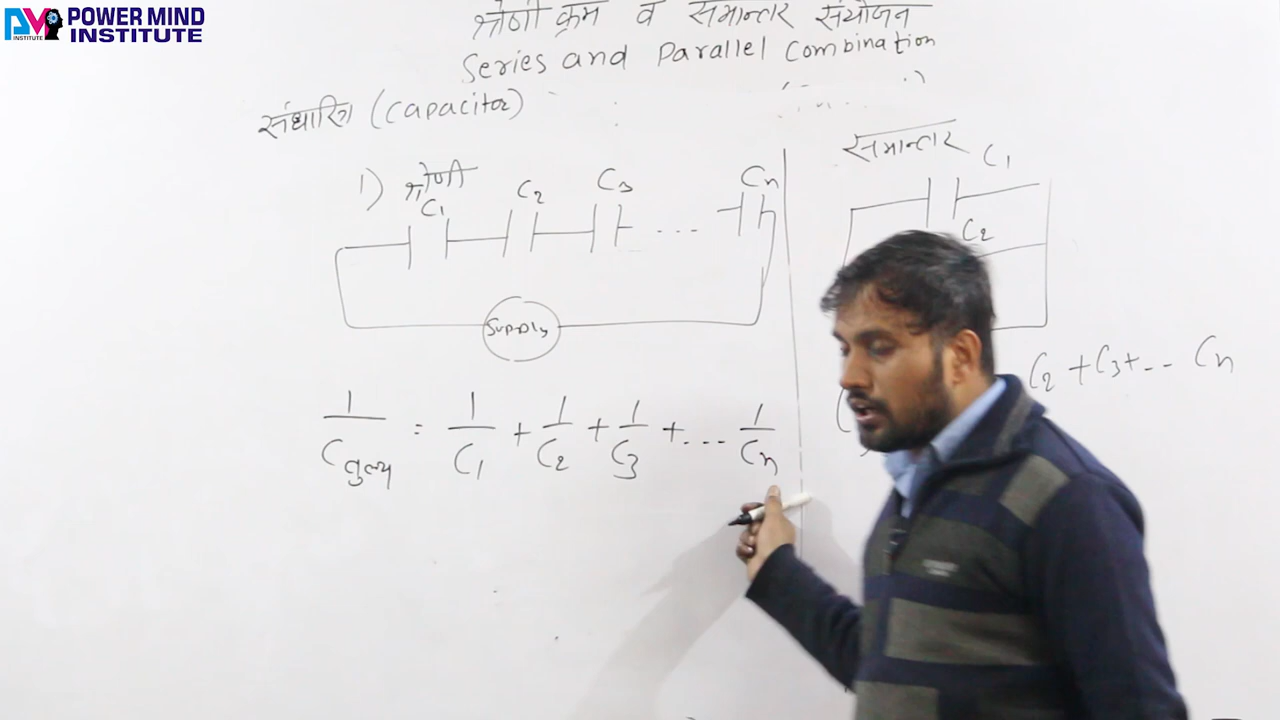 POWER MIND
INSTITUTE
INSTITUTE
श्रेणी क्रम व समान्तर संयोजन
Series and Parallel Combination
संधारित्र (Capacitor)
1) श्रेणी
C1 C2 C3 ... Cn
Supply
1/Cतुल्य = 1/C1 + 1/C2 + 1/C3 + ... 1/Cn
समान्तर
C1
C2
C2 + C3 + -- Cn